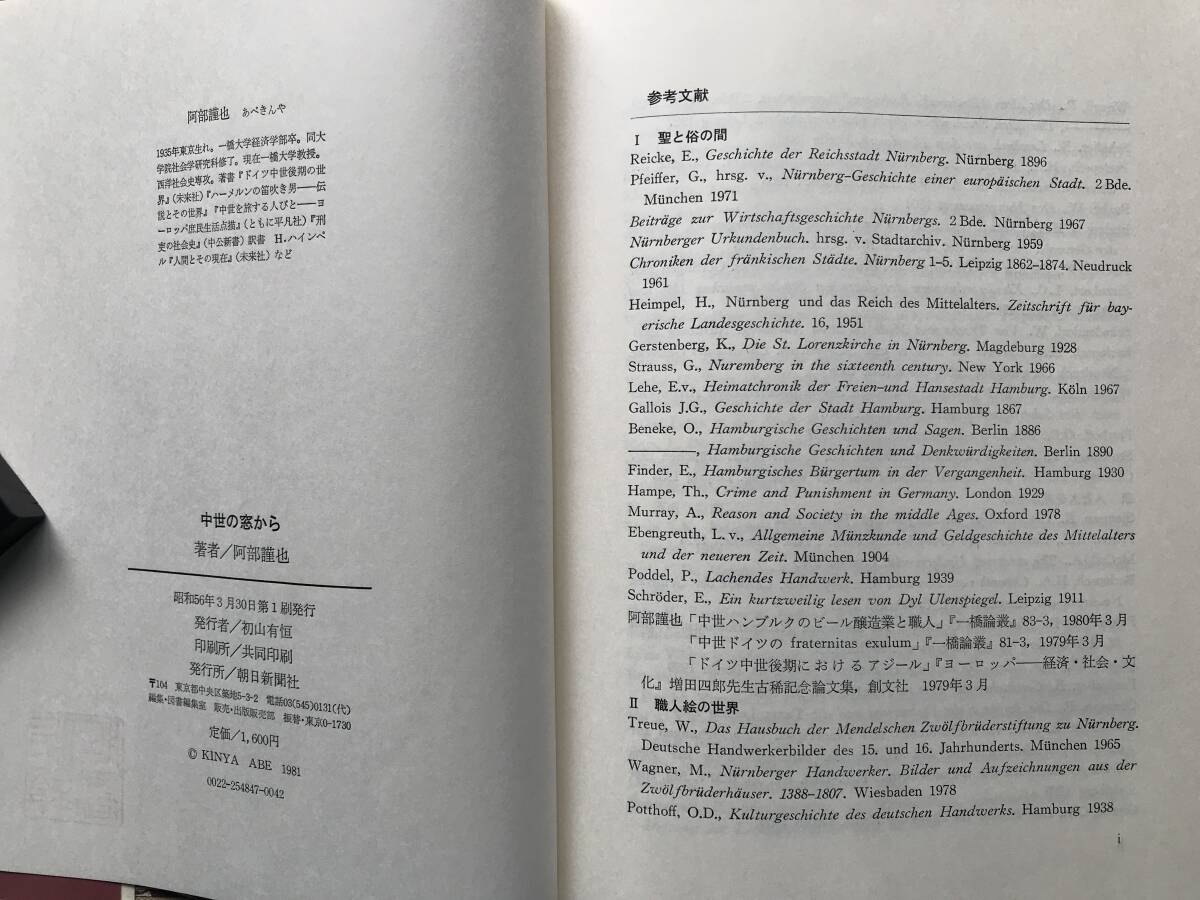 阿部謹也 あべきんや
1935年東京生れ。一橋大学経済学部卒。同大
学院社会学研究科修了。現在一橋大学教授。
西洋社会史専攻。著書『ドイツ中世後期の世
界』(未来社)『ハーメルンの笛吹き男――伝
説とその世界』『中世を旅する人びと――ヨ
ーロッパ庶民生活点描』(ともに平凡社)『刑
吏の社会史』(中公新書)訳書 H.ハインペ
ル『人間とその現在』(未来社)など
中世の窓から
著者/阿部謹也
昭和56年3月30日第1刷発行
発行者/初山有恒
印刷所/共同印刷
発行所/朝日新聞社
〒104 東京都中央区築地5-3-2 電話03(545)0131(代)
編集・図書編集室 販売・出版販売部 振替・東京0-1730
定価/1,600円
© KINYA ABE 1981
0022-254847-0042
参考文献
Ⅰ 聖と俗の間
Reicke, E., Geschichte der Reichsstadt Nürnberg. Nürnberg 1896
Pfeiffer, G., hrsg. v., Nürnberg-Geschichte einer europäischen Stadt. 2 Bde.
München 1971
Beiträge zur Wirtschaftsgeschichte Nürnbergs. 2 Bde. Nürnberg 1967
Nürnberger Urkundenbuch. hrsg. v. Stadtarchiv. Nürnberg 1959
Chroniken der fränkischen Städte. Nürnberg 1-5. Leipzig 1862-1874. Neudruck
1961
Heimpel, H., Nürnberg und das Reich des Mittelalters. Zeitschrift für bay-
erische Landesgeschichte. 16, 1951
Gerstenberg, K., Die St. Lorenzkirche in Nürnberg. Magdeburg 1928
Strauss, G., Nuremberg in the sixteenth century. New York 1966
Lehe, E.v., Heimatchronik der Freien-und Hansestadt Hamburg. Köln 1967
Gallois J.G., Geschichte der Stadt Hamburg. Hamburg 1867
Beneke, O., Hamburgische Geschichten und Sagen. Berlin 1886
―――, Hamburgische Geschichten und Denkwürdigkeiten. Berlin 1890
Finder, E., Hamburgisches Bürgertum in der Vergangenheit. Hamburg 1930
Hampe, Th., Crime and Punishment in Germany. London 1929
Murray, A., Reason and Society in the middle Ages. Oxford 1978
Ebengreuth, L. v., Allgemeine Münzkunde und Geldgeschichte des Mittelalters
und der neueren Zeit. München 1904
Poddel, P., Lachendes Handwerk. Hamburg 1939
Schröder, E., Ein kurtzweilig lesen von Dyl Ulenspiegel. Leipzig 1911
阿部謹也「中世ハンブルクのビール醸造業と職人」『一橋論叢』83-3, 1980年3月
「中世ドイツの fraternitas exulum」『一橋論叢』81-3, 1979年3月
「ドイツ中世後期におけるアジール」『ヨーロッパ――経済・社会・文
化』増田四郎先生古稀記念論文集, 創文社 1979年3月
Ⅱ 職人絵の世界
Treue, W., Das Hausbuch der Mendelschen Zwölfbrüderstiftung zu Nürnberg.
Deutsche Handwerkerbilder des 15. und 16. Jahrhunderts. München 1965
Wagner, M., Nürnberger Handwerker. Bilder und Aufzeichnungen aus der
Zwölfbrüderhäuser. 1388-1807. Wiesbaden 1978
Potthoff, O.D., Kulturgeschichte des deutschen Handwerks. Hamburg 1938
i